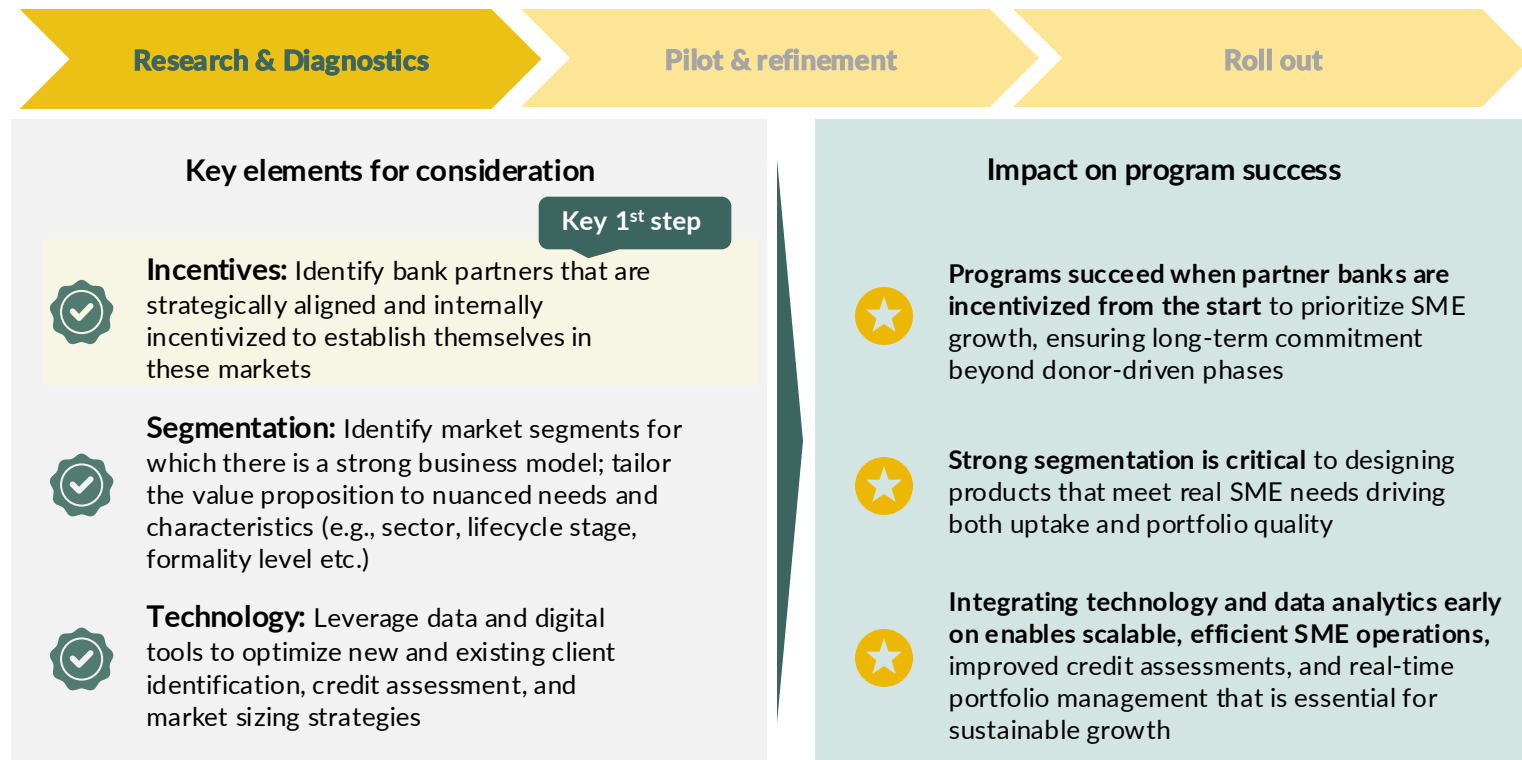 Research & Diagnostics
Pilot & refinement
Roll out
Key elements for consideration
Key 1st step
Incentives: Identify bank partners that are
strategically aligned and internally
incentivized to establish themselves in
these markets
Segmentation: Identify market segments for
which there is a strong business model; tailor
the value proposition to nuanced needs and
characteristics (e.g., sector, lifecycle stage,
formality level etc.)
Technology: Leverage data and digital
tools to optimize new and existing client
identification, credit assessment, and
market sizing strategies
Impact on program success
Programs succeed when partner banks are
incentivized from the start to prioritize SME
growth, ensuring long-term commitment
beyond donor-driven phases
Strong segmentation is critical to designing
products that meet real SME needs driving
both uptake and portfolio quality
Integrating technology and data analytics early
on enables scalable, efficient SME operations,
improved credit assessments, and real-time
portfolio management that is essential for
sustainable growth